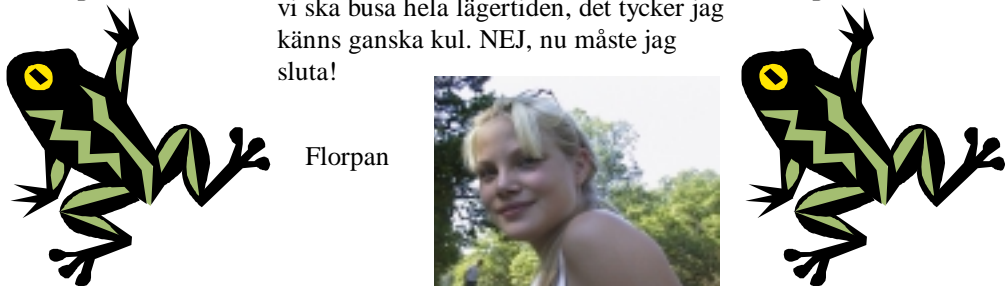 vi ska busa hela lägertiden, det tycker jag
känns ganska kul. NEJ, nu måste jag
sluta!
Florpan